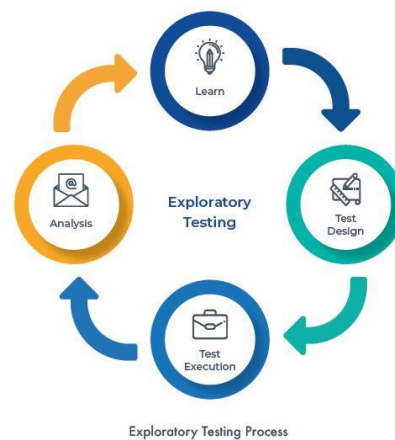 Learn
Exploratory
Testing
Analysis
Test
Design
Test
Execution
Exploratory Testing Process
@